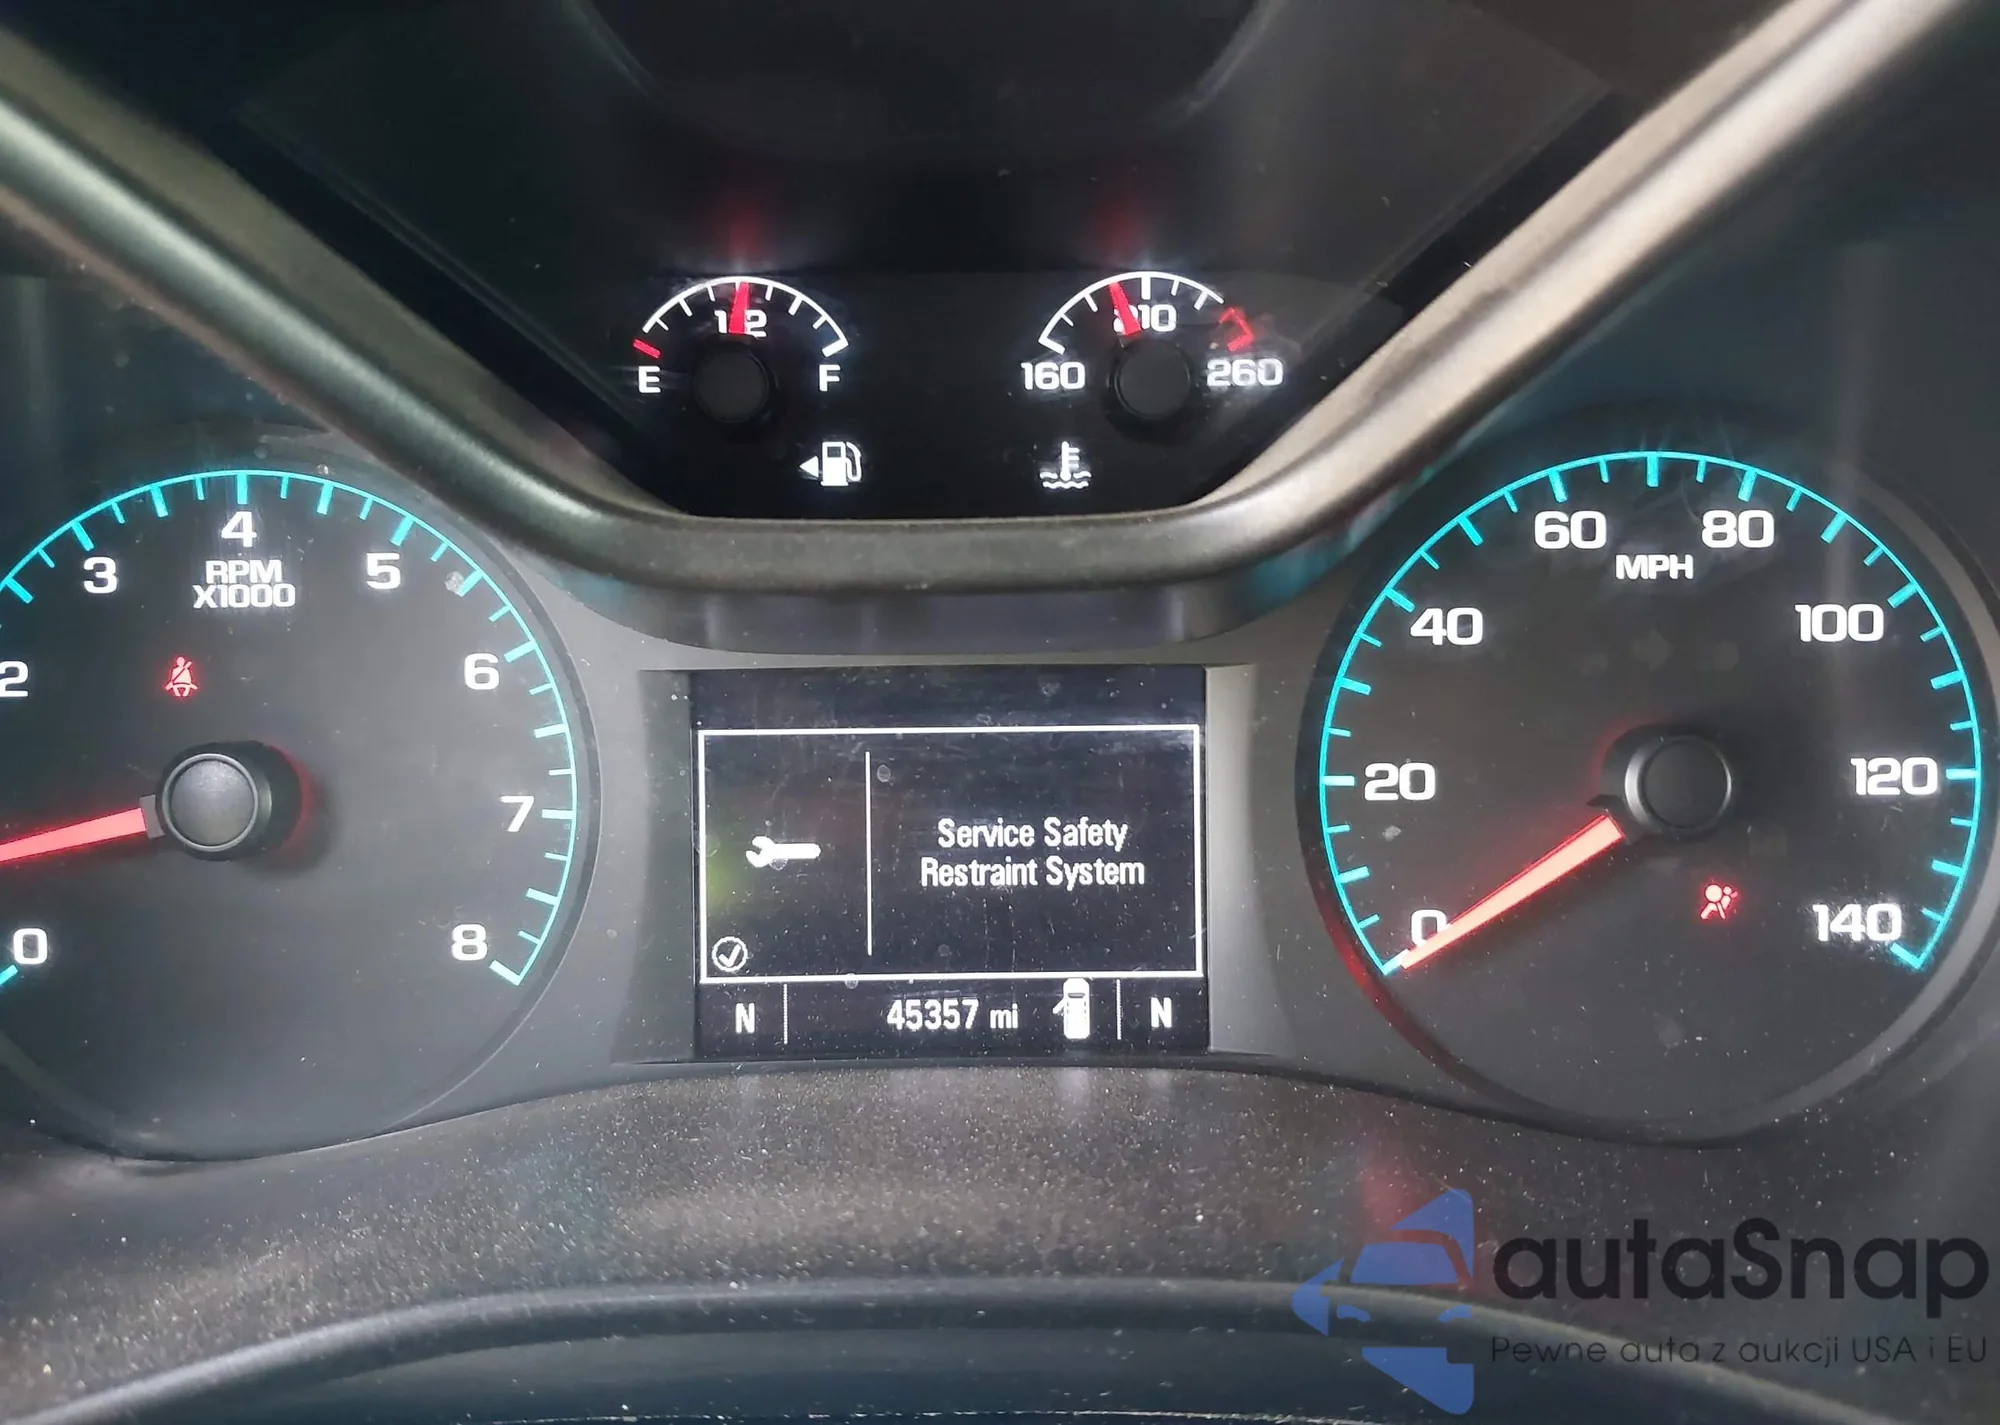 1/2
E
F
210
160
260
4
RPM
X1000
3
5
2
6
7
0
8
60
80
MPH
40
100
20
120
0
140
Service Safety
Restraint System
N
45357 mi
N
autaSnap
Pewne auta z aukcji USA i EU